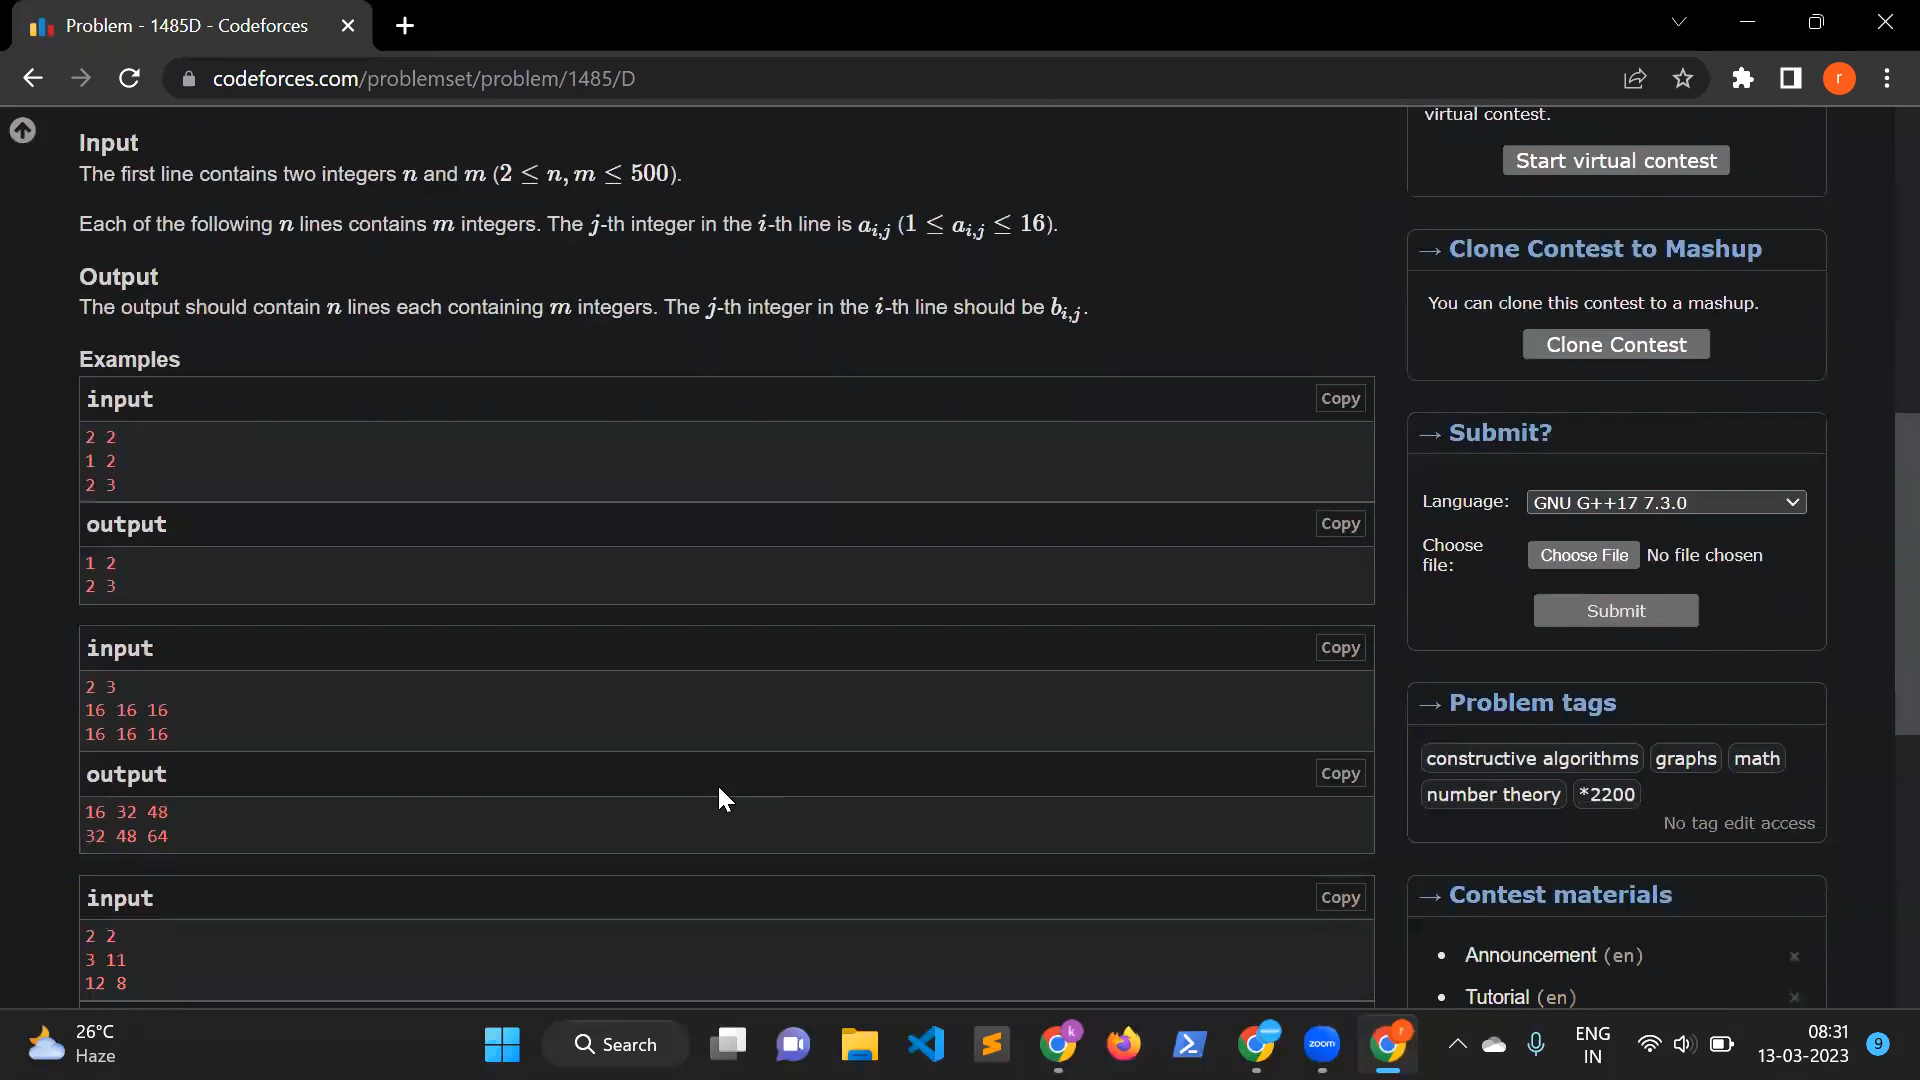 Problem - 1485D - Codeforces
codeforces.com/problemset/problem/1485/D
r
Input
The first line contains two integers n and m (2 ≤ n, m ≤ 500).
Each of the following n lines contains m integers. The j-th integer in the i-th line is a_{i,j} (1 ≤ a_{i,j} ≤ 16).
Output
The output should contain n lines each containing m integers. The j-th integer in the i-th line should be b_{i,j}.
Examples
input
Copy
2 2
1 2
2 3
output
Copy
1 2
2 3
input
Copy
2 3
16 16 16
16 16 16
output
Copy
16 32 48
32 48 64
input
Copy
2 2
3 11
12 8
virtual contest.
Start virtual contest
→ Clone Contest to Mashup
You can clone this contest to a mashup.
Clone Contest
→ Submit?
Language: GNU G++17 7.3.0
Choose
file:
Choose File No file chosen
Submit
→ Problem tags
constructive algorithms graphs math
number theory *2200
No tag edit access
→ Contest materials
• Announcement (en) ×
• Tutorial (en) ×
26°C
Haze
Search
k
zoom
r
ENG
IN
08:31
13-03-2023
9